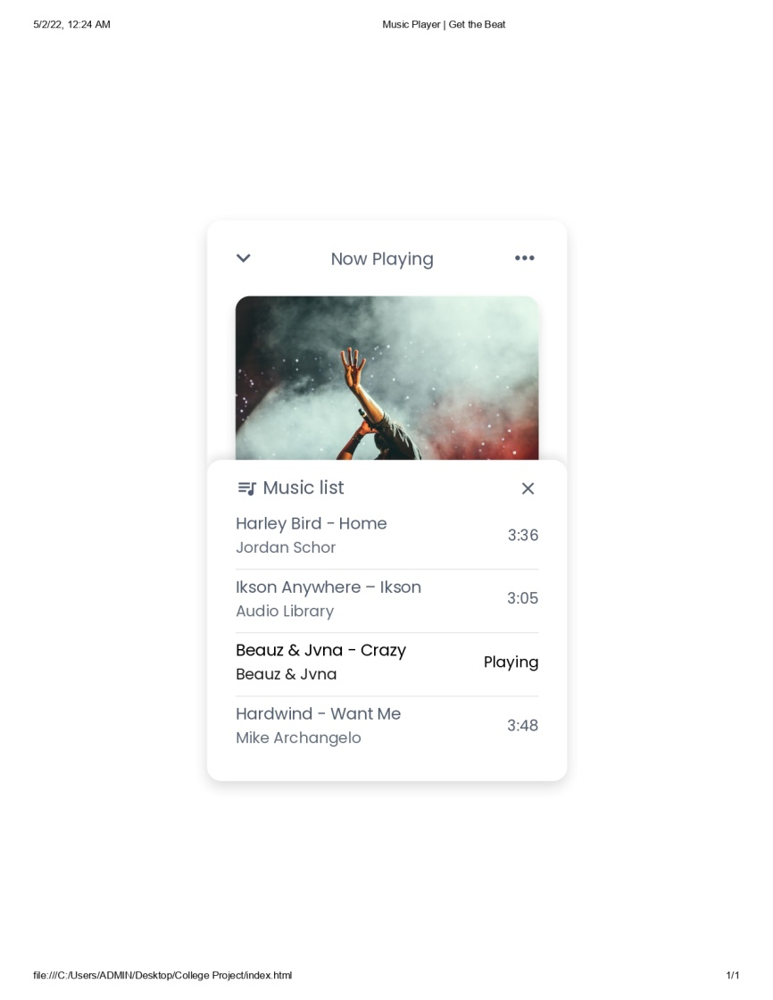 5/2/22, 12:24 AM Music Player | Get the Beat
Now Playing
Music list
Harley Bird - Home
Jordan Schor
3:36
Ikson Anywhere – Ikson
Audio Library
3:05
Beauz & Jvna - Crazy
Beauz & Jvna
Playing
Hardwind - Want Me
Mike Archangelo
3:48
file:///C:/Users/ADMIN/Desktop/College Project/index.html 1/1